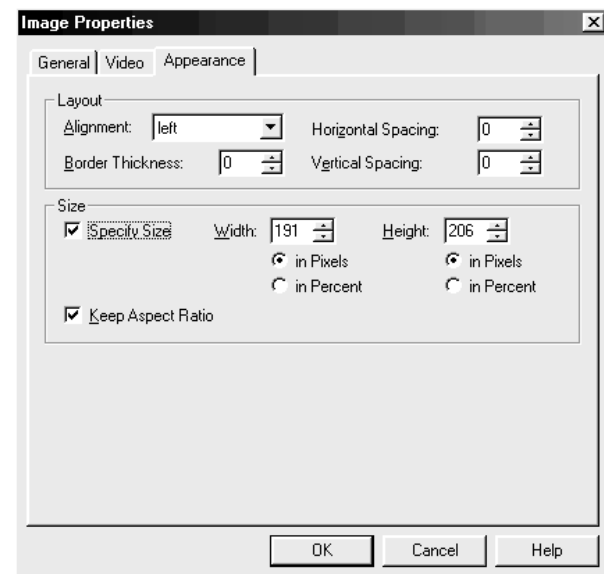 Image Properties
General Video Appearance
Layout
Alignment: left Horizontal Spacing: 0
Border Thickness: 0 Vertical Spacing: 0
Size
Specify Size Width: 191 Height: 206
in Pixels in Pixels
in Percent in Percent
Keep Aspect Ratio
OK Cancel Help